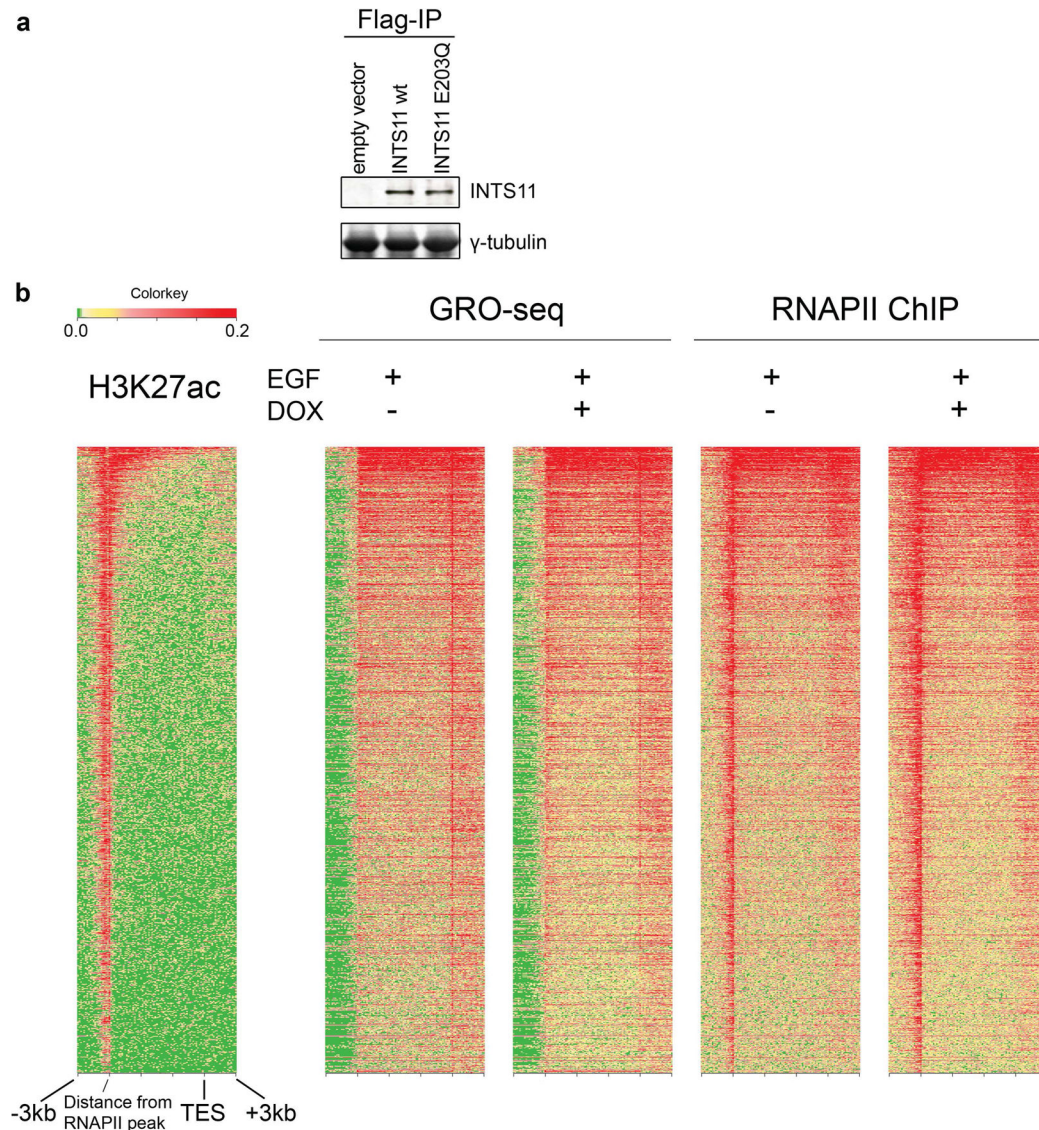 a
Flag-IP
empty vector
INTS11 wt
INTS11 E203Q
INTS11
γ-tubulin
b
Colorkey
0.0 0.2
GRO-seq RNAPII ChIP
H3K27ac
EGF + + + +
DOX - + - +
-3kb Distance from RNAPII peak TES +3kb